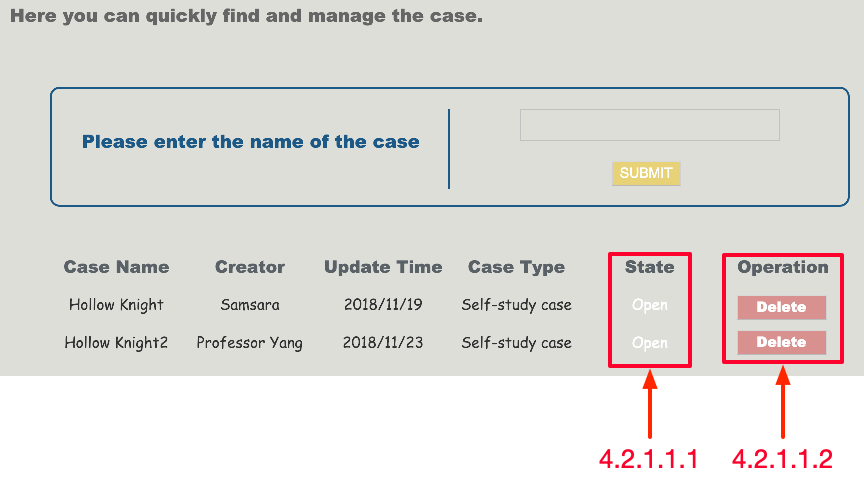 Here you can quickly find and manage the case.
Please enter the name of the case
SUBMIT
Case Name Creator Update Time Case Type State Operation
Hollow Knight Samsara 2018/11/19 Self-study case Open Delete
Hollow Knight2 Professor Yang 2018/11/23 Self-study case Open Delete
4.2.1.1.1 4.2.1.1.2